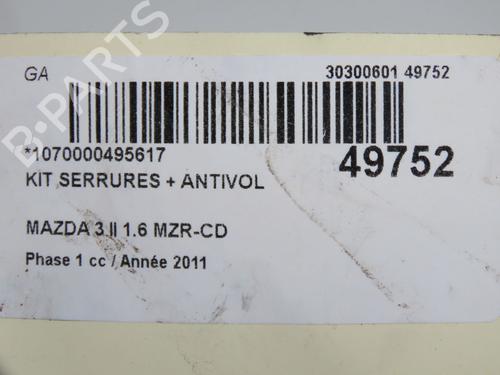 GA
30300601 49752
*1070000495617
49752
KIT SERRURES + ANTIVOL
MAZDA 3 II 1.6 MZR-CD
Phase 1 cc / Année 2011
B-PARTS